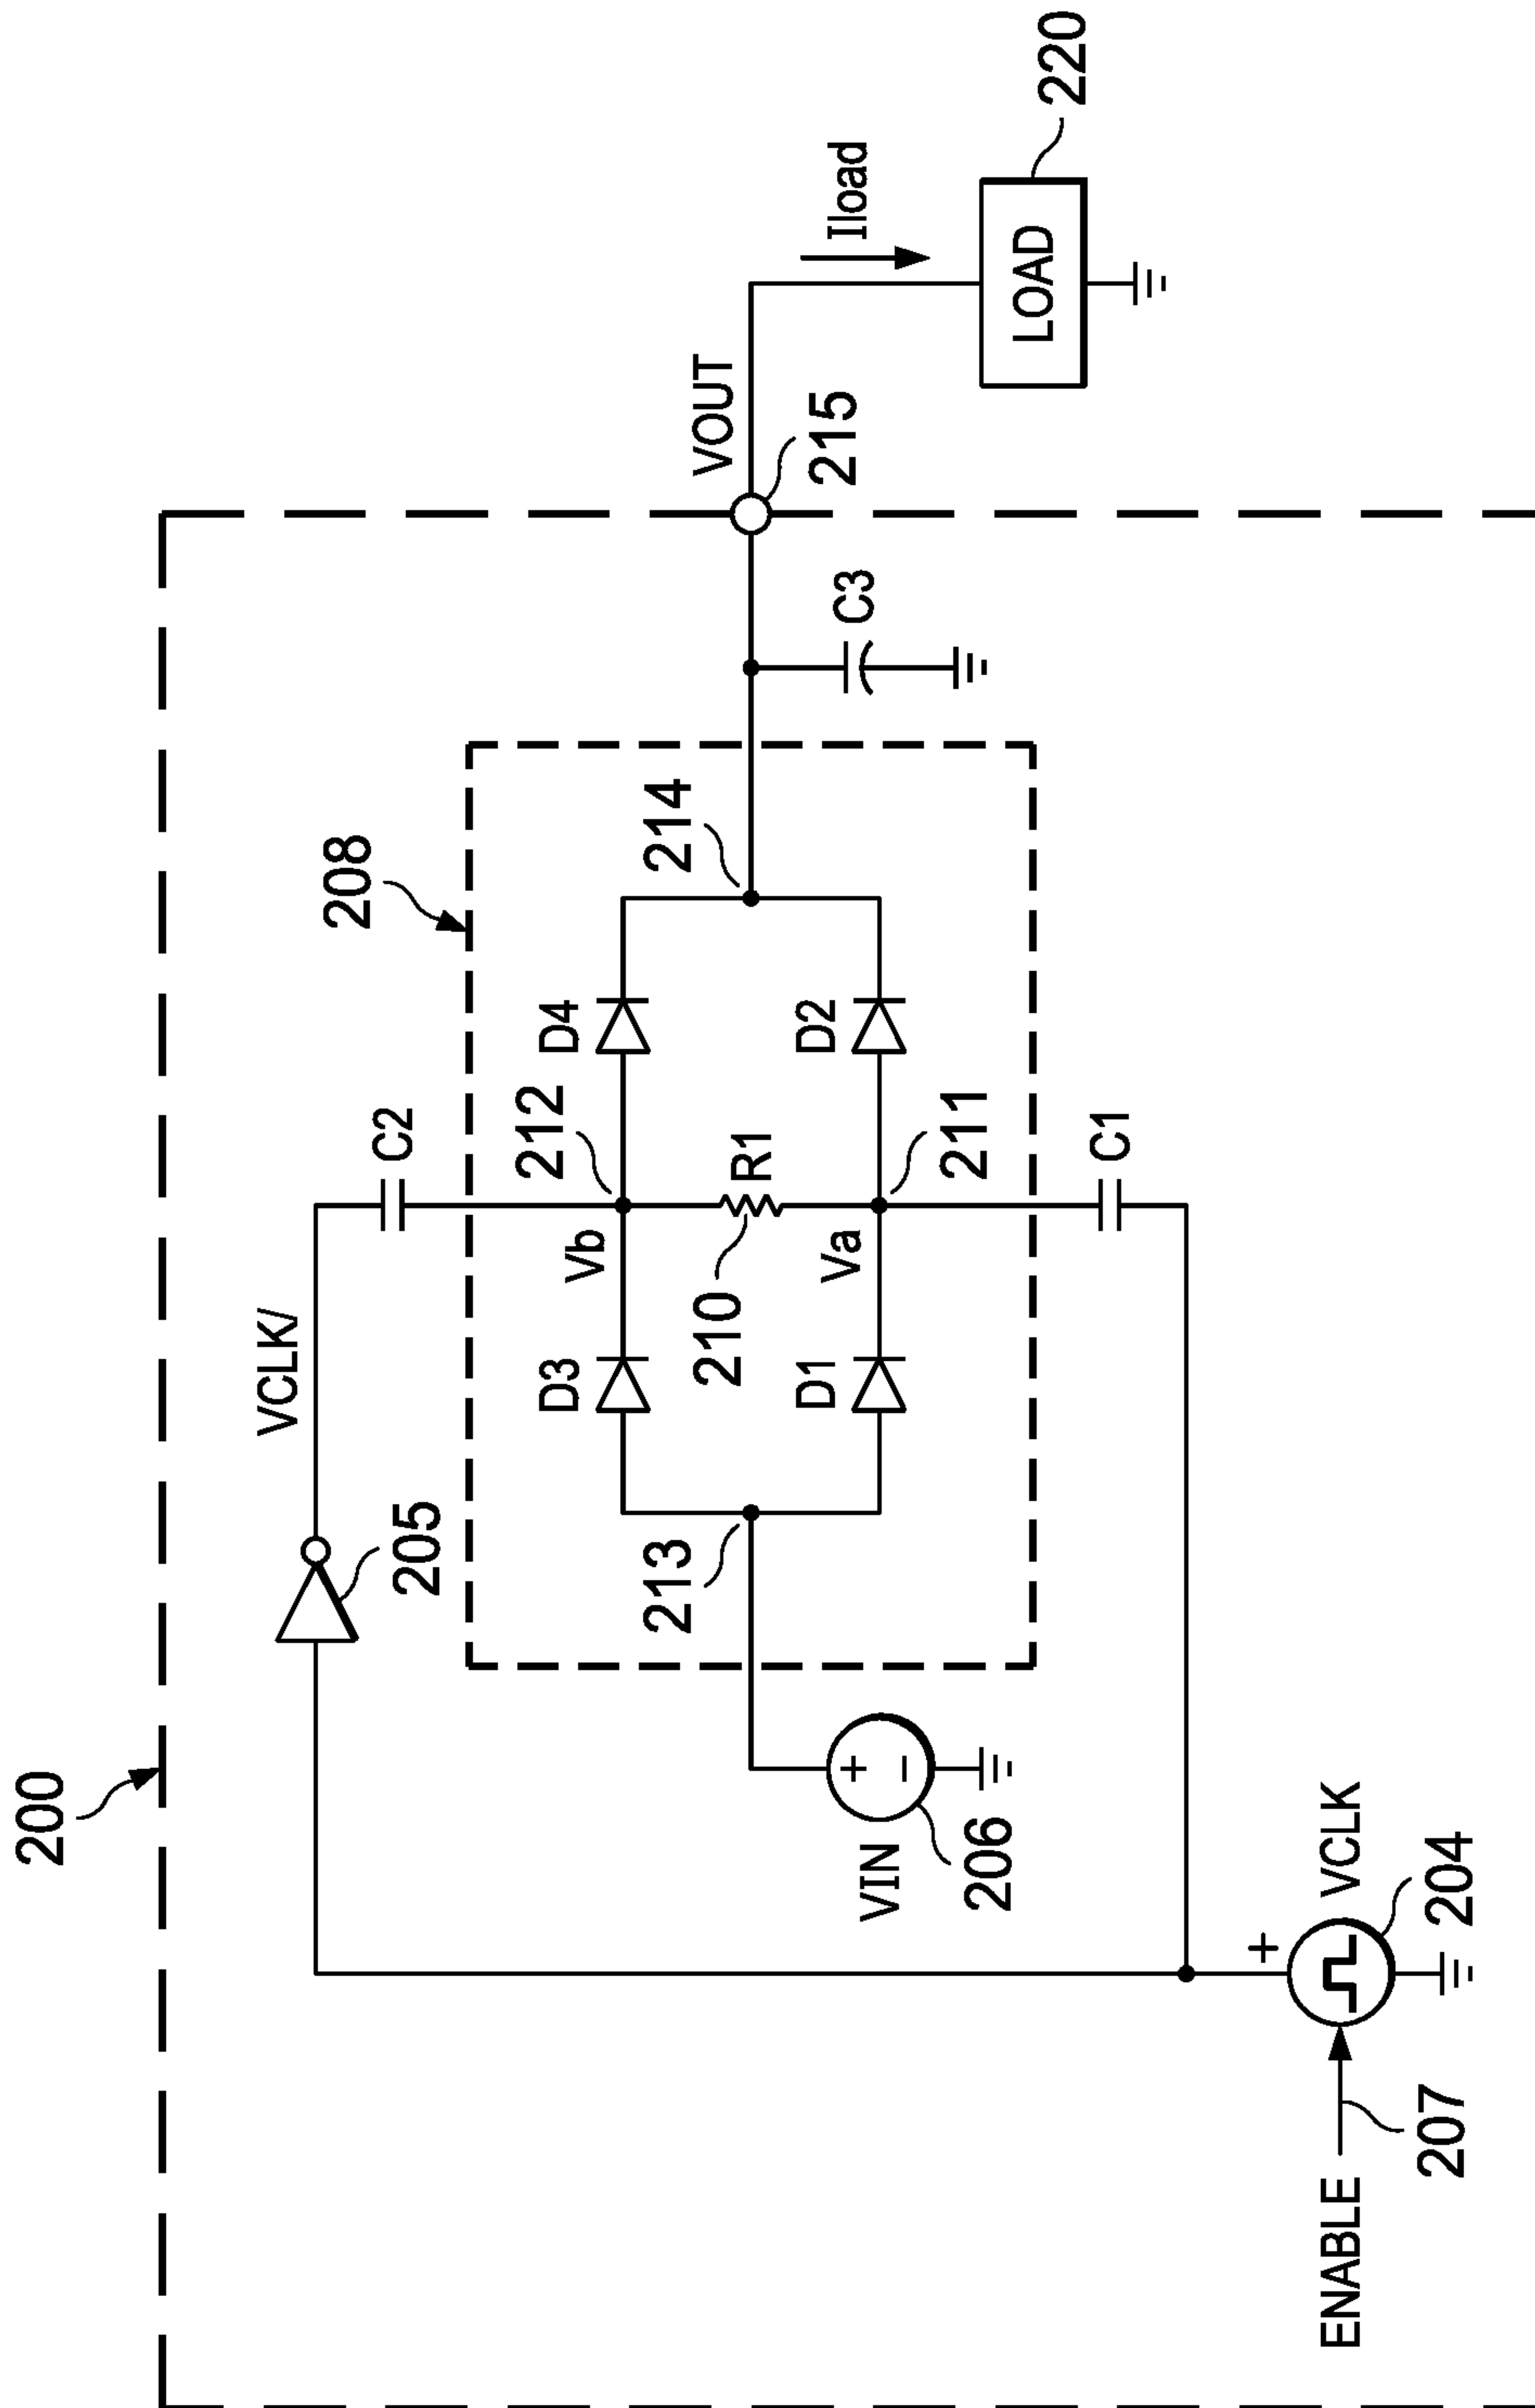 200
VCLK/
205
C2
208
212
D3
Vb
D4
214
VOUT
215
213
210
R1
C3
Iload
D1
Va
D2
VIN
206
211
LOAD
220
C1
+
-
+
VCLK
204
ENABLE
207